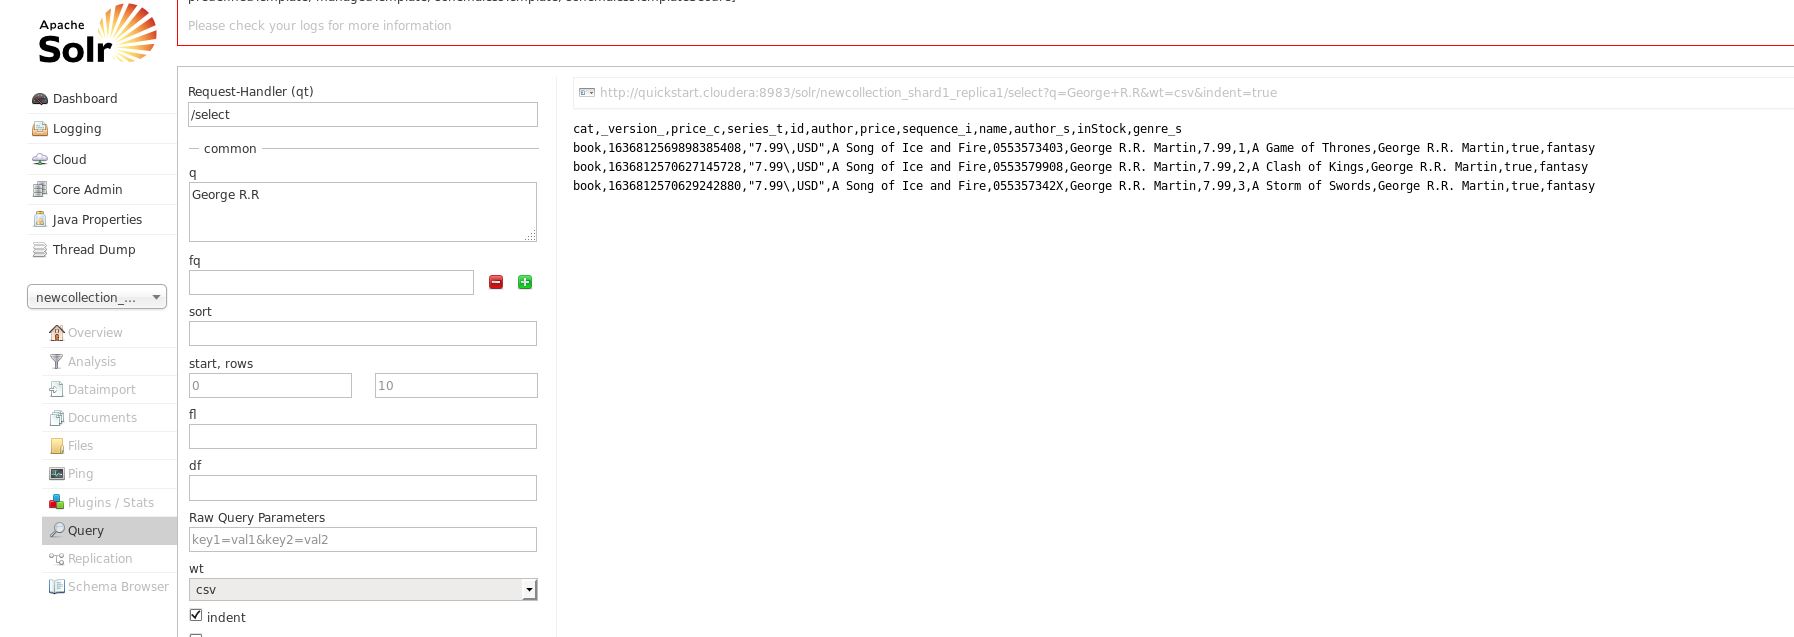 Please check your logs for more information
Apache
Solr
Dashboard
Logging
Cloud
Core Admin
Java Properties
Thread Dump
newcollection_...
Overview
Analysis
Dataimport
Documents
Files
Ping
Plugins / Stats
Query
Replication
Schema Browser
Request-Handler (qt)
/select
common
q
George R.R
fq
sort
start, rows
0 10
fl
df
Raw Query Parameters
key1=val1&key2=val2
wt
csv
indent
http://quickstart.cloudera:8983/solr/newcollection_shard1_replica1/select?q=George+R.R&wt=csv&indent=true
cat,_version_,price_c,series_t,id,author,price,sequence_i,name,author_s,inStock,genre_s
book,1636812569898385408,"7.99\,USD",A Song of Ice and Fire,0553573403,George R.R. Martin,7.99,1,A Game of Thrones,George R.R. Martin,true,fantasy
book,1636812570627145728,"7.99\,USD",A Song of Ice and Fire,0553579908,George R.R. Martin,7.99,2,A Clash of Kings,George R.R. Martin,true,fantasy
book,1636812570629242880,"7.99\,USD",A Song of Ice and Fire,055357342X,George R.R. Martin,7.99,3,A Storm of Swords,George R.R. Martin,true,fantasy